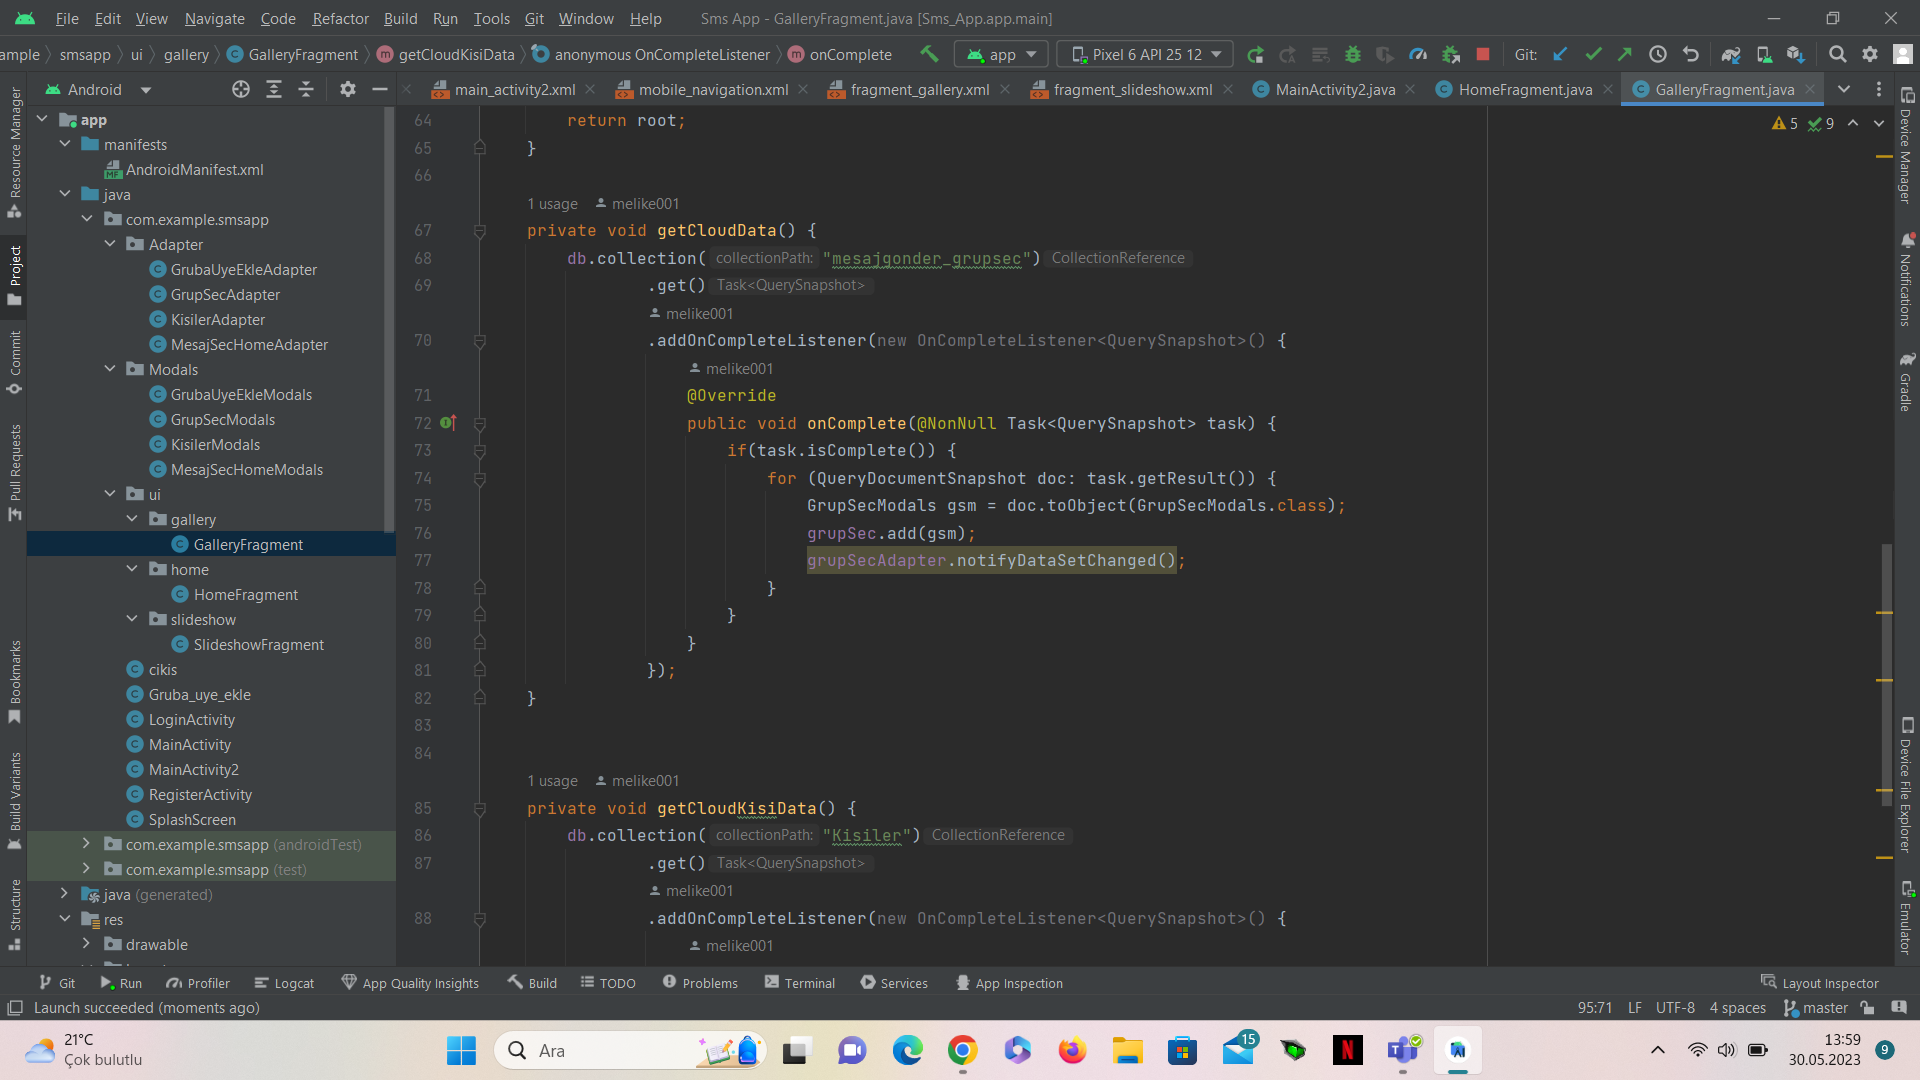 File Edit View Navigate Code Refactor Build Run Tools Git Window Help Sms App - GalleryFragment.java [Sms_App.app.main]
ample smsapp ui gallery GalleryFragment getCloudKisiData anonymous OnCompleteListener onComplete app Pixel 6 API 25 12 Git:
Android main_activity2.xml mobile_navigation.xml fragment_gallery.xml fragment_slideshow.xml MainActivity2.java HomeFragment.java GalleryFragment.java
Resource Manager
Project
Commit
Pull Requests
Bookmarks
Build Variants
Structure
app
manifests
AndroidManifest.xml
java
com.example.smsapp
Adapter
GrubaUyeEkleAdapter
GrupSecAdapter
KisilerAdapter
MesajSecHomeAdapter
Modals
GrubaUyeEkleModals
GrupSecModals
KisilerModals
MesajSecHomeModals
ui
gallery
GalleryFragment
home
HomeFragment
slideshow
SlideshowFragment
cikis
Gruba_uye_ekle
LoginActivity
MainActivity
MainActivity2
RegisterActivity
SplashScreen
com.example.smsapp (androidTest)
com.example.smsapp (test)
java (generated)
res
drawable
5 9
64 return root;
65 }
66
1 usage melike001
67 private void getCloudData() {
68 db.collection( collectionPath: "mesajgonder_grupsec") CollectionReference
69 .get() Task<QuerySnapshot>
melike001
70 .addOnCompleteListener(new OnCompleteListener<QuerySnapshot>() {
melike001
71 @Override
72 public void onComplete(@NonNull Task<QuerySnapshot> task) {
73 if(task.isComplete()) {
74 for (QueryDocumentSnapshot doc: task.getResult()) {
75 GrupSecModals gsm = doc.toObject(GrupSecModals.class);
76 grupSec.add(gsm);
77 grupSecAdapter.notifyDataSetChanged();
78 }
79 }
80 }
81 });
82 }
83
84
1 usage melike001
85 private void getCloudKisiData() {
86 db.collection( collectionPath: "Kisiler") CollectionReference
87 .get() Task<QuerySnapshot>
melike001
88 .addOnCompleteListener(new OnCompleteListener<QuerySnapshot>() {
melike001
Device Manager
Notifications
Gradle
Device File Explorer
Emulator
Git Run Profiler Logcat App Quality Insights Build TODO Problems Terminal Services App Inspection Layout Inspector
Launch succeeded (moments ago) 95:71 LF UTF-8 4 spaces master
21°C
Çok bulutlu
Ara
15
13:59
30.05.2023
9